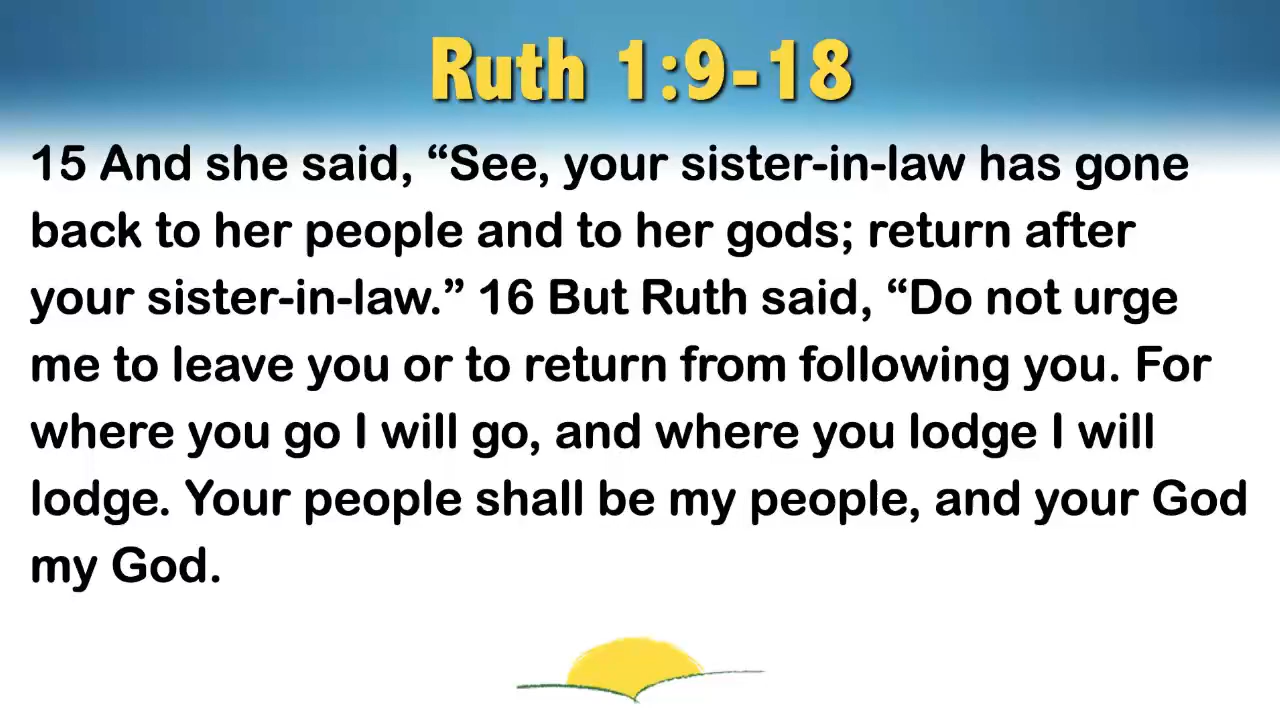 Ruth 1:9-18
15 And she said, “See, your sister-in-law has gone
back to her people and to her gods; return after
your sister-in-law.” 16 But Ruth said, “Do not urge
me to leave you or to return from following you. For
where you go I will go, and where you lodge I will
lodge. Your people shall be my people, and your God
my God.